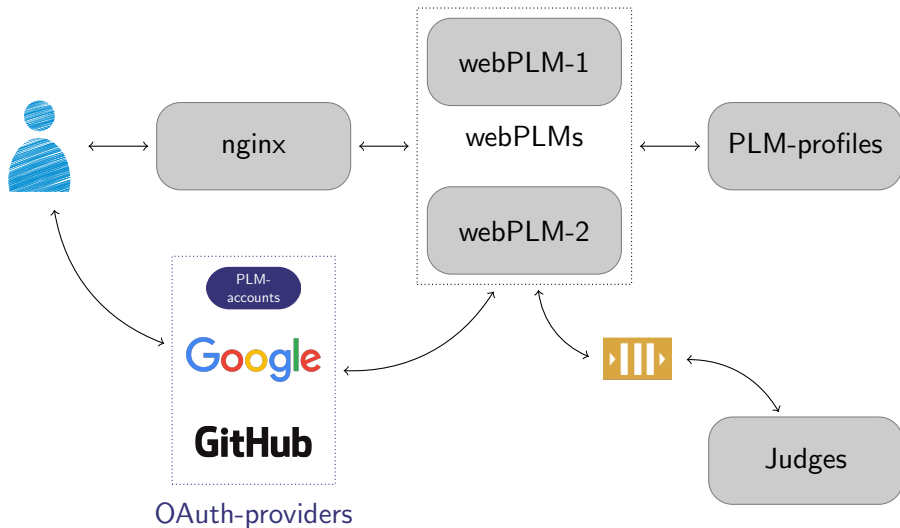 webPLM-1
nginx
webPLMs
PLM-profiles
webPLM-2
PLM-
accounts
Google
GitHub
Judges
OAuth-providers